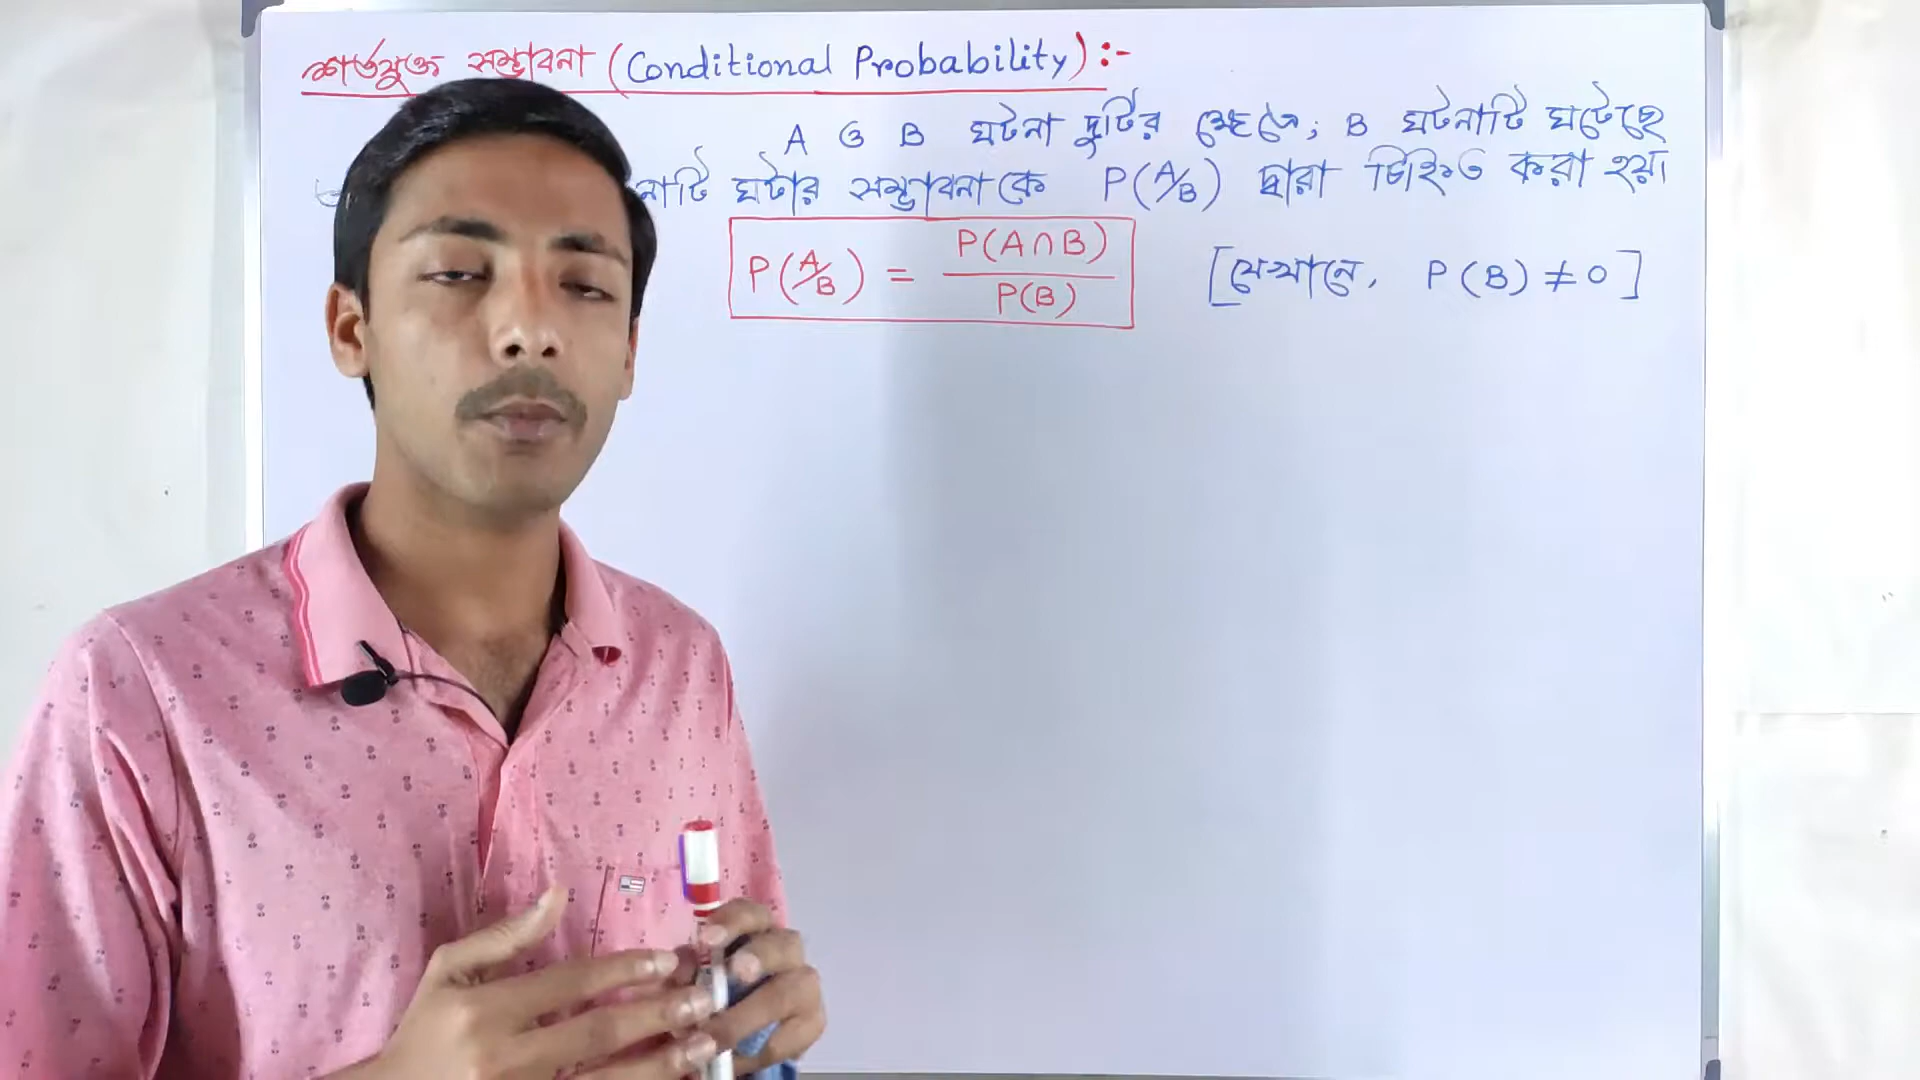 শর্তযুক্ত সম্ভাবনা (Conditional Probability) :-
A ও B ঘটনা দুটির ক্ষেত্রে, B ঘটনাটি ঘটেছে
নাটি ঘটার সম্ভাবনাকে P(A/B) দ্বারা চিহ্নিত করা হয়।
P(A/B) = P(A∩B)/P(B) [যেখানে, P(B) ≠ 0]